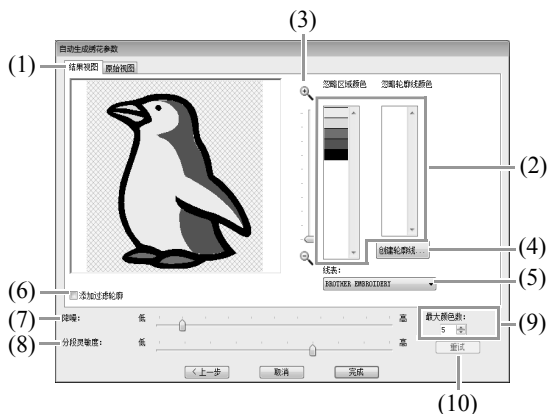 (3)
自动生成绣花参数
(1)
结果视图 原始视图
忽略区域颜色 忽略轮廓线颜色
(2)
创建轮廓线...
(4)
线表:
BROTHER EMBROIDERY
(5)
(6)
添加过滤轮廓
(7)
降噪: 低 高
最大颜色数:
5
(9)
(8)
分段灵敏度: 低 高
重试
<上一步 取消 完成
(10)